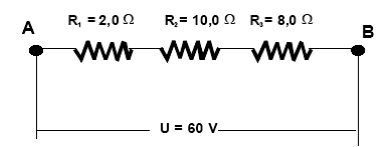 R₁ = 2,0 Ω R₂= 10,0 Ω R₃= 8,0 Ω
A B
U = 60 V